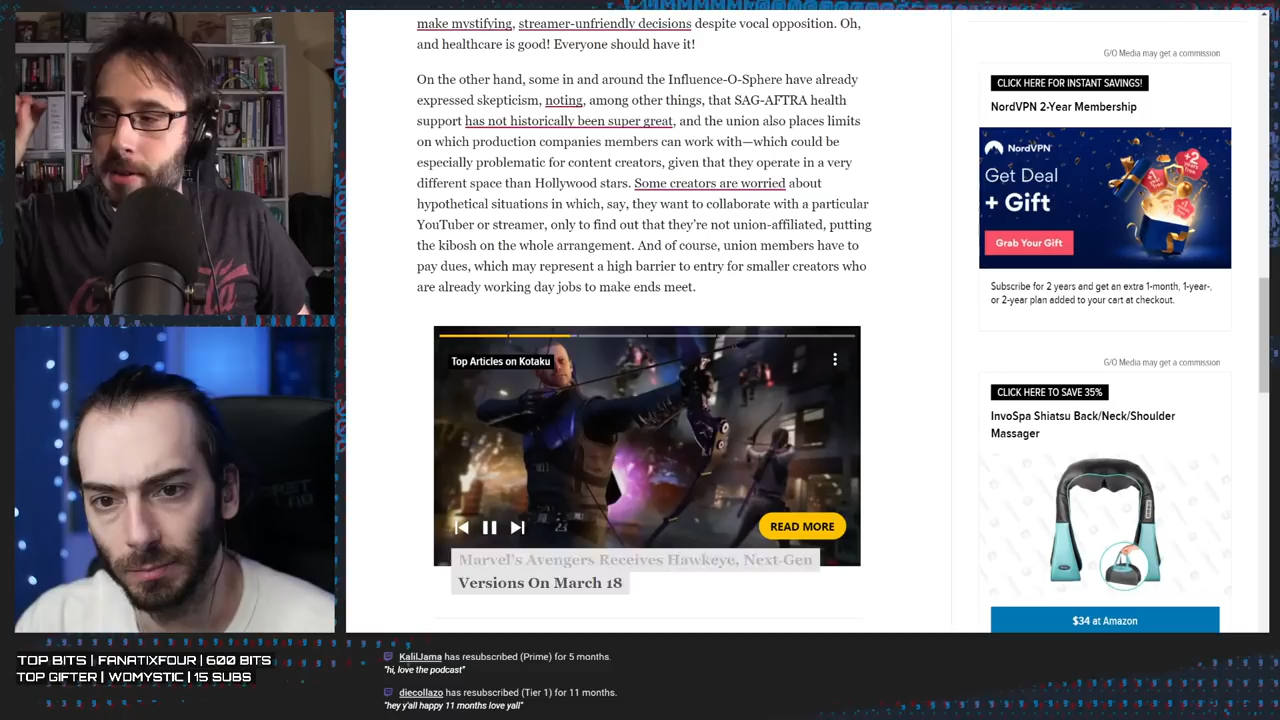 make mystifying, streamer-unfriendly decisions despite vocal opposition. Oh,
and healthcare is good! Everyone should have it!
On the other hand, some in and around the Influence-O-Sphere have already
expressed skepticism, noting, among other things, that SAG-AFTRA health
support has not historically been super great, and the union also places limits
on which production companies members can work with—which could be
especially problematic for content creators, given that they operate in a very
different space than Hollywood stars. Some creators are worried about
hypothetical situations in which, say, they want to collaborate with a particular
YouTuber or streamer, only to find out that they're not union-affiliated, putting
the kibosh on the whole arrangement. And of course, union members have to
pay dues, which may represent a high barrier to entry for smaller creators who
are already working day jobs to make ends meet.
Top Articles on Kotaku
READ MORE
Marvel's Avengers Receives Hawkeye, Next-Gen
Versions On March 18
G/O Media may get a commission
CLICK HERE FOR INSTANT SAVINGS!
NordVPN 2-Year Membership
NordVPN
Get Deal
+ Gift
Grab Your Gift
Subscribe for 2 years and get an extra 1-month, 1-year-,
or 2-year plan added to your cart at checkout.
G/O Media may get a commission
CLICK HERE TO SAVE 35%
InvoSpa Shiatsu Back/Neck/Shoulder
Massager
$34 at Amazon
TOP BITS | FANATIXFOUR | 600 BITS
TOP GIFTER | WDMYSTIC | 15 SUBS
KalilJama has resubscribed (Prime) for 5 months.
"hi, love the podcast"
diecollazo has resubscribed (Tier 1) for 11 months.
"hey y'all happy 11 months love yall"